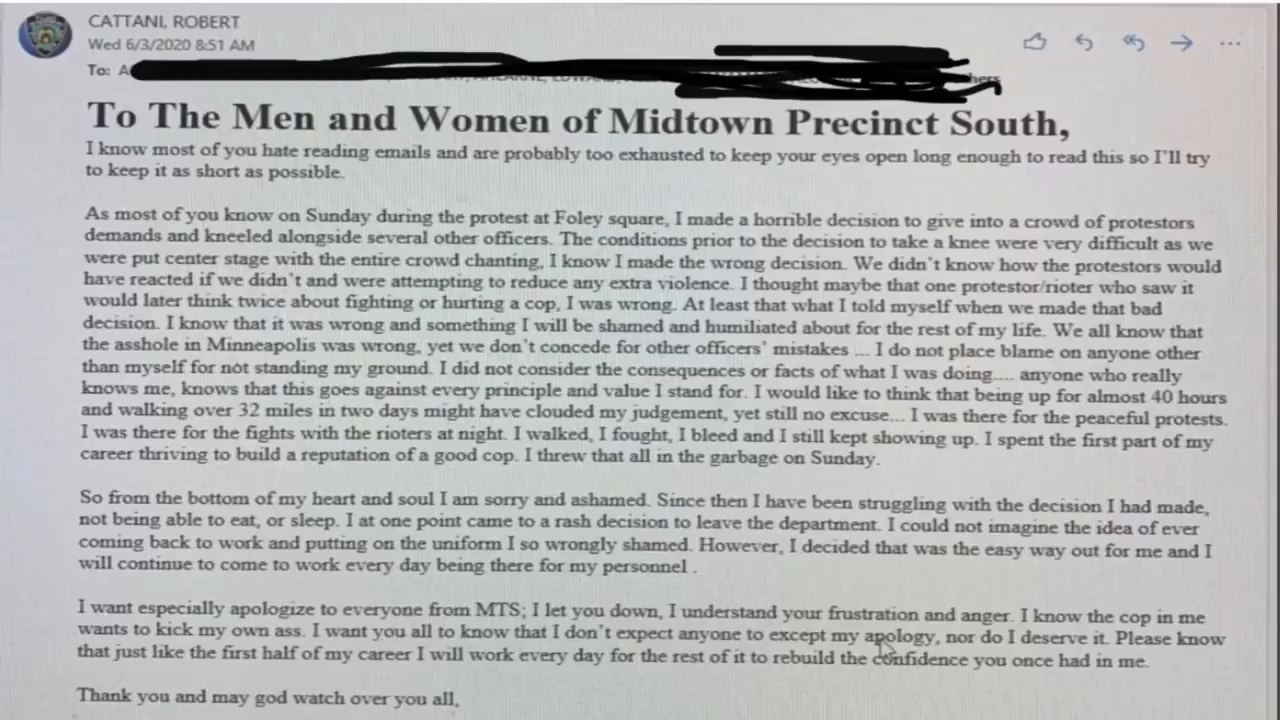 CATTANI, ROBERT
Wed 6/3/2020 8:51 AM
To: A
To The Men and Women of Midtown Precinct South,
I know most of you hate reading emails and are probably too exhausted to keep your eyes open long enough to read this so I'll try
to keep it as short as possible.
As most of you know on Sunday during the protest at Foley square, I made a horrible decision to give into a crowd of protestors
demands and kneeled alongside several other officers. The conditions prior to the decision to take a knee were very difficult as we
were put center stage with the entire crowd chanting, I know I made the wrong decision. We didn't know how the protestors would
have reacted if we didn't and were attempting to reduce any extra violence. I thought maybe that one protestor/rioter who saw it
would later think twice about fighting or hurting a cop, I was wrong. At least that what I told myself when we made that bad
decision. I know that it was wrong and something I will be shamed and humiliated about for the rest of my life. We all know that
the asshole in Minneapolis was wrong, yet we don't concede for other officers' mistakes ... I do not place blame on anyone other
than myself for not standing my ground. I did not consider the consequences or facts of what I was doing.... anyone who really
knows me, knows that this goes against every principle and value I stand for. I would like to think that being up for almost 40 hours
and walking over 32 miles in two days might have clouded my judgement, yet still no excuse... I was there for the peaceful protests.
I was there for the fights with the rioters at night. I walked, I fought, I bleed and I still kept showing up. I spent the first part of my
career thriving to build a reputation of a good cop. I threw that all in the garbage on Sunday.
So from the bottom of my heart and soul I am sorry and ashamed. Since then I have been struggling with the decision I had made,
not being able to eat, or sleep. I at one point came to a rash decision to leave the department. I could not imagine the idea of ever
coming back to work and putting on the uniform I so wrongly shamed. However, I decided that was the easy way out for me and I
will continue to come to work every day being there for my personnel .
I want especially apologize to everyone from MTS; I let you down, I understand your frustration and anger. I know the cop in me
wants to kick my own ass. I want you all to know that I don't expect anyone to except my apology, nor do I deserve it. Please know
that just like the first half of my career I will work every day for the rest of it to rebuild the confidence you once had in me.
Thank you and may god watch over you all,